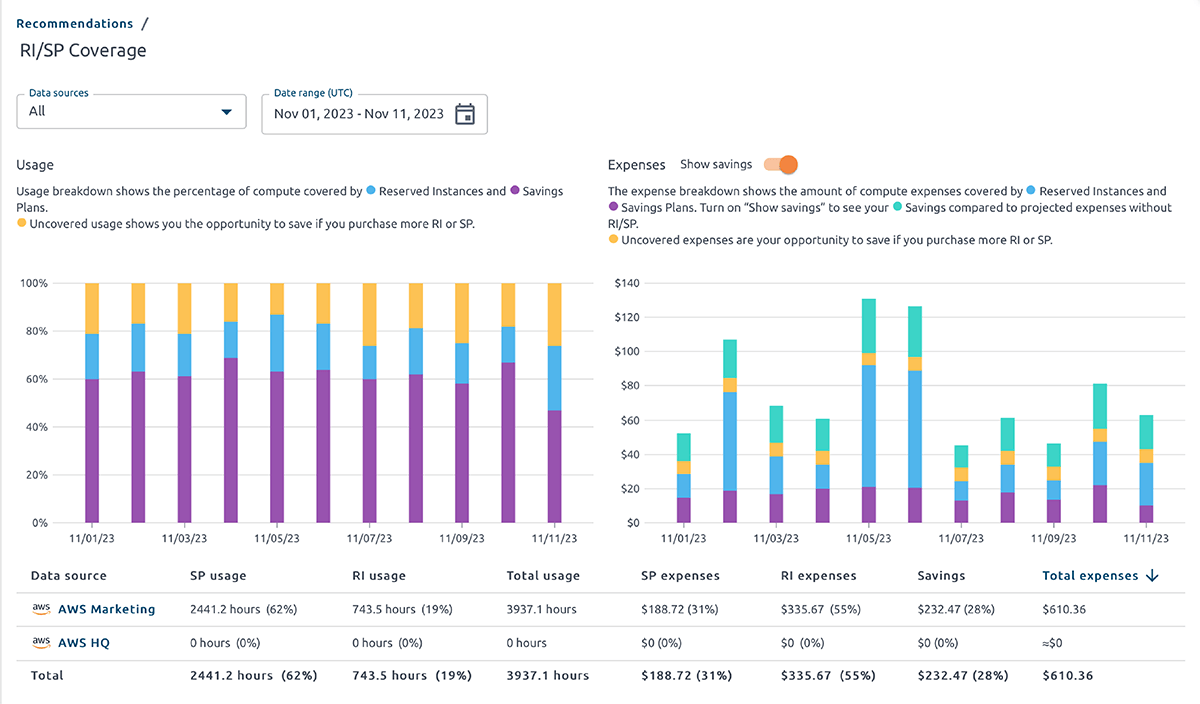 Recommendations /
RI/SP Coverage
Data sources
All
Date range (UTC)
Nov 01, 2023 - Nov 11, 2023
Usage
Usage breakdown shows the percentage of compute covered by Reserved Instances and Savings
Plans.
Uncovered usage shows you the opportunity to save if you purchase more RI or SP.
100%
80%
60%
40%
20%
0%
11/01/23 11/03/23 11/05/23 11/07/23 11/09/23 11/11/23
Expenses Show savings
The expense breakdown shows the amount of compute expenses covered by Reserved Instances and
Savings Plans. Turn on “Show savings” to see your Savings compared to projected expenses without
RI/SP.
Uncovered expenses are your opportunity to save if you purchase more RI or SP.
$140
$120
$100
$80
$60
$40
$20
$0
11/01/23 11/03/23 11/05/23 11/07/23 11/09/23 11/11/23
Data source SP usage RI usage Total usage SP expenses RI expenses Savings Total expenses
aws AWS Marketing 2441.2 hours (62%) 743.5 hours (19%) 3937.1 hours $188.72 (31%) $335.67 (55%) $232.47 (28%) $610.36
aws AWS HQ 0 hours (0%) 0 hours (0%) 0 hours $0 (0%) $0 (0%) $0 (0%) ≈$0
Total 2441.2 hours (62%) 743.5 hours (19%) 3937.1 hours $188.72 (31%) $335.67 (55%) $232.47 (28%) $610.36